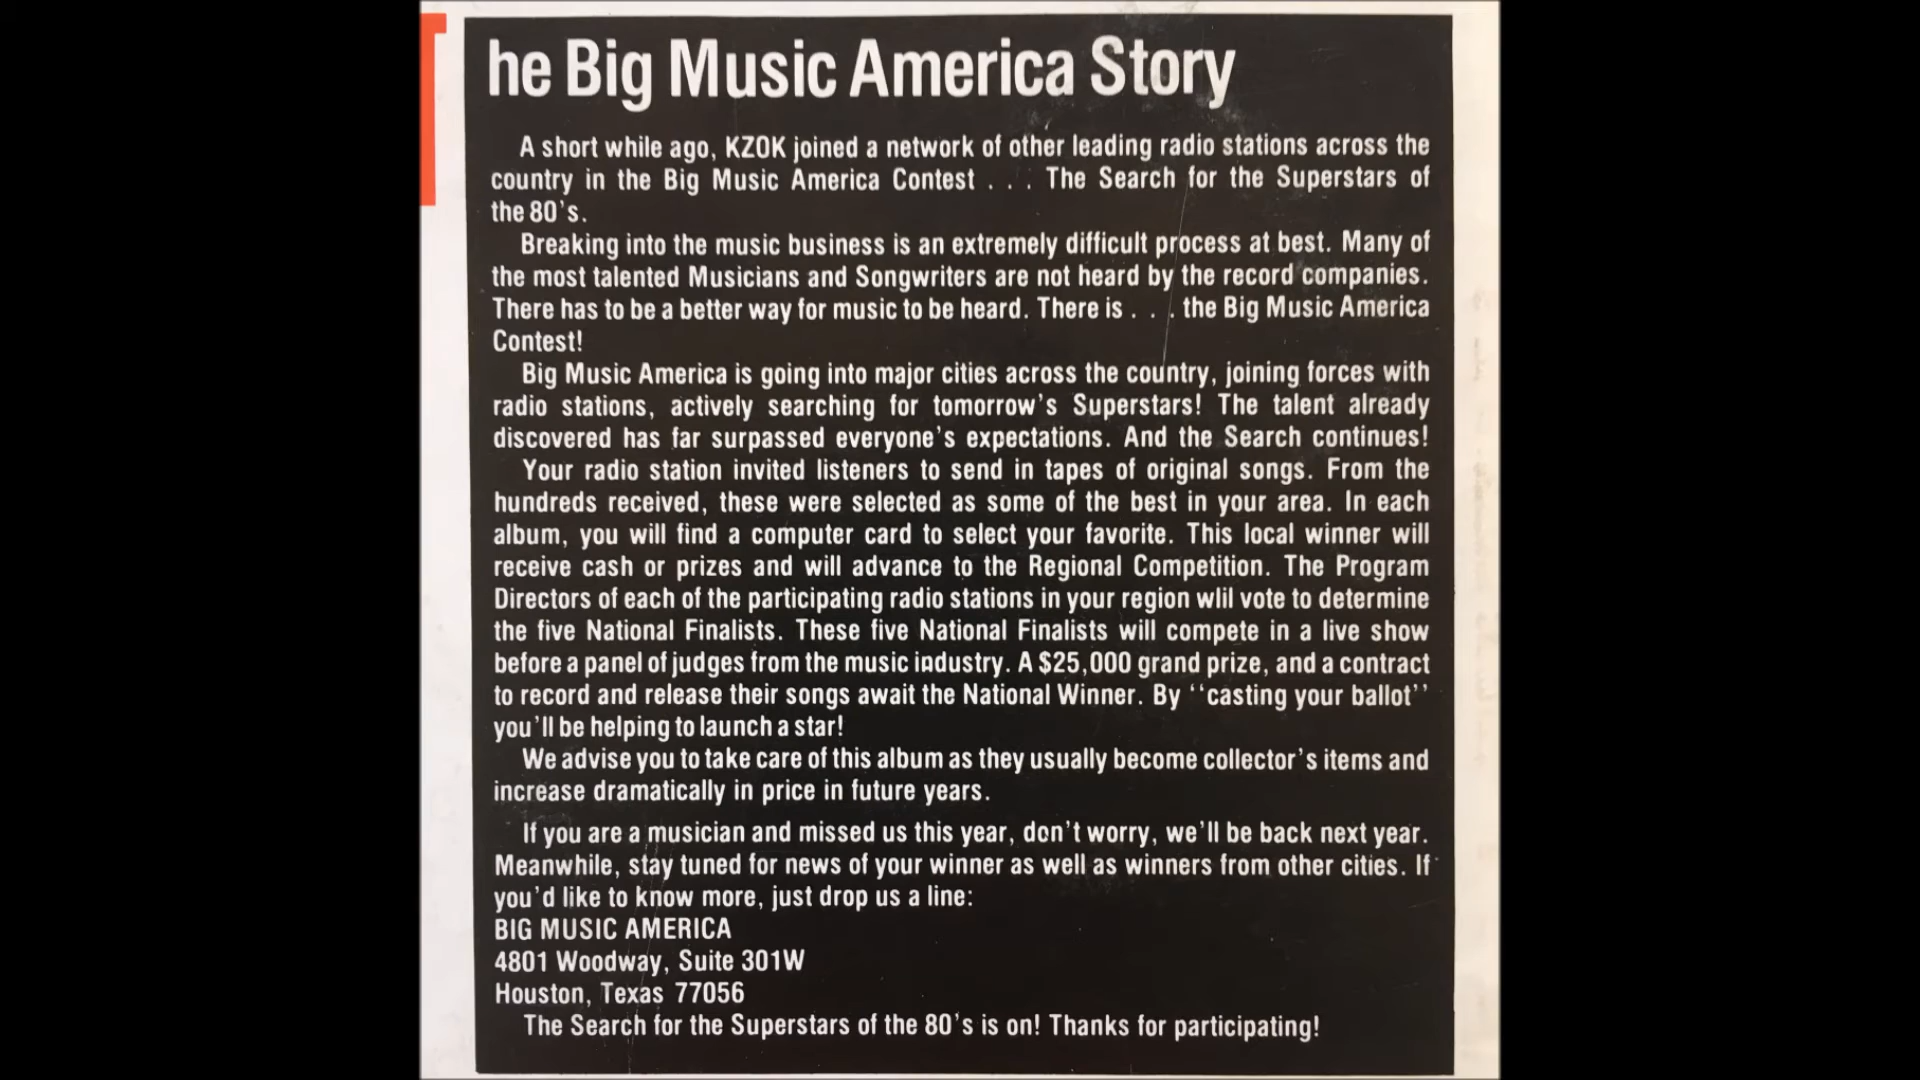 he Big Music America Story
A short while ago, KZOK joined a network of other leading radio stations across the
country in the Big Music America Contest . . . The Search for the Superstars of
the 80's.
Breaking into the music business is an extremely difficult process at best. Many of
the most talented Musicians and Songwriters are not heard by the record companies.
There has to be a better way for music to be heard. There is . . . the Big Music America
Contest!
Big Music America is going into major cities across the country, joining forces with
radio stations, actively searching for tomorrow's Superstars! The talent already
discovered has far surpassed everyone's expectations. And the Search continues!
Your radio station invited listeners to send in tapes of original songs. From the
hundreds received, these were selected as some of the best in your area. In each
album, you will find a computer card to select your favorite. This local winner will
receive cash or prizes and will advance to the Regional Competition. The Program
Directors of each of the participating radio stations in your region wlil vote to determine
the five National Finalists. These five National Finalists will compete in a live show
before a panel of judges from the music industry. A $25,000 grand prize, and a contract
to record and release their songs await the National Winner. By ''casting your ballot''
you'll be helping to launch a star!
We advise you to take care of this album as they usually become collector's items and
increase dramatically in price in future years.
If you are a musician and missed us this year, don't worry, we'll be back next year.
Meanwhile, stay tuned for news of your winner as well as winners from other cities. If
you'd like to know more, just drop us a line:
BIG MUSIC AMERICA
4801 Woodway, Suite 301W
Houston, Texas 77056
The Search for the Superstars of the 80's is on! Thanks for participating!